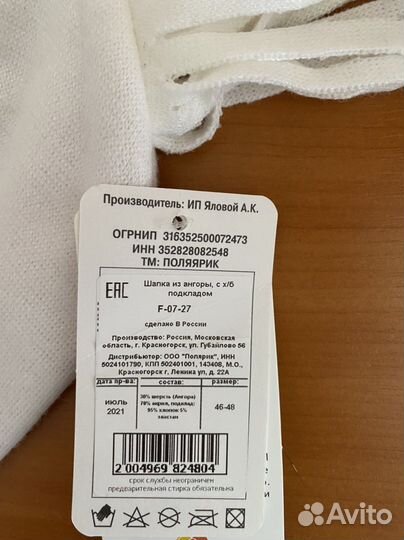 Производитель: ИП Яловой А.К.
ОГРНИП 316352500072473
ИНН 352828082548
ТМ: ПОЛЯЯРИК
EAC
Шапка из ангоры, с х/б
подкладом
F-07-27
сделано В России
Производство: Россия, Московская
область, г. Красногорск, ул. Губайлово 56
Дистрибьютор: ООО "Полярик", ИНН
5024101790, КПП 502401001, 143408, М.О.,
Красногорск г, Ленина ул, д. 22А
дата пр-ва: состав: размер:
июль 2021
30% шерсть (Ангора)
70% акрил, подклад:
95% хлопок 5%
эластан
46-48
2 004969 824804
срок службы неограничен
предварительная стирка обязательна
Avito